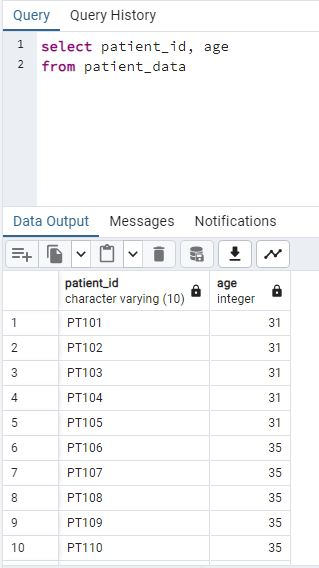 Query Query History
1 select patient_id, age
2 from patient_data
Data Output Messages Notifications
patient_id age
character varying (10) integer
1 PT101 31
2 PT102 31
3 PT103 31
4 PT104 31
5 PT105 31
6 PT106 35
7 PT107 35
8 PT108 35
9 PT109 35
10 PT110 35